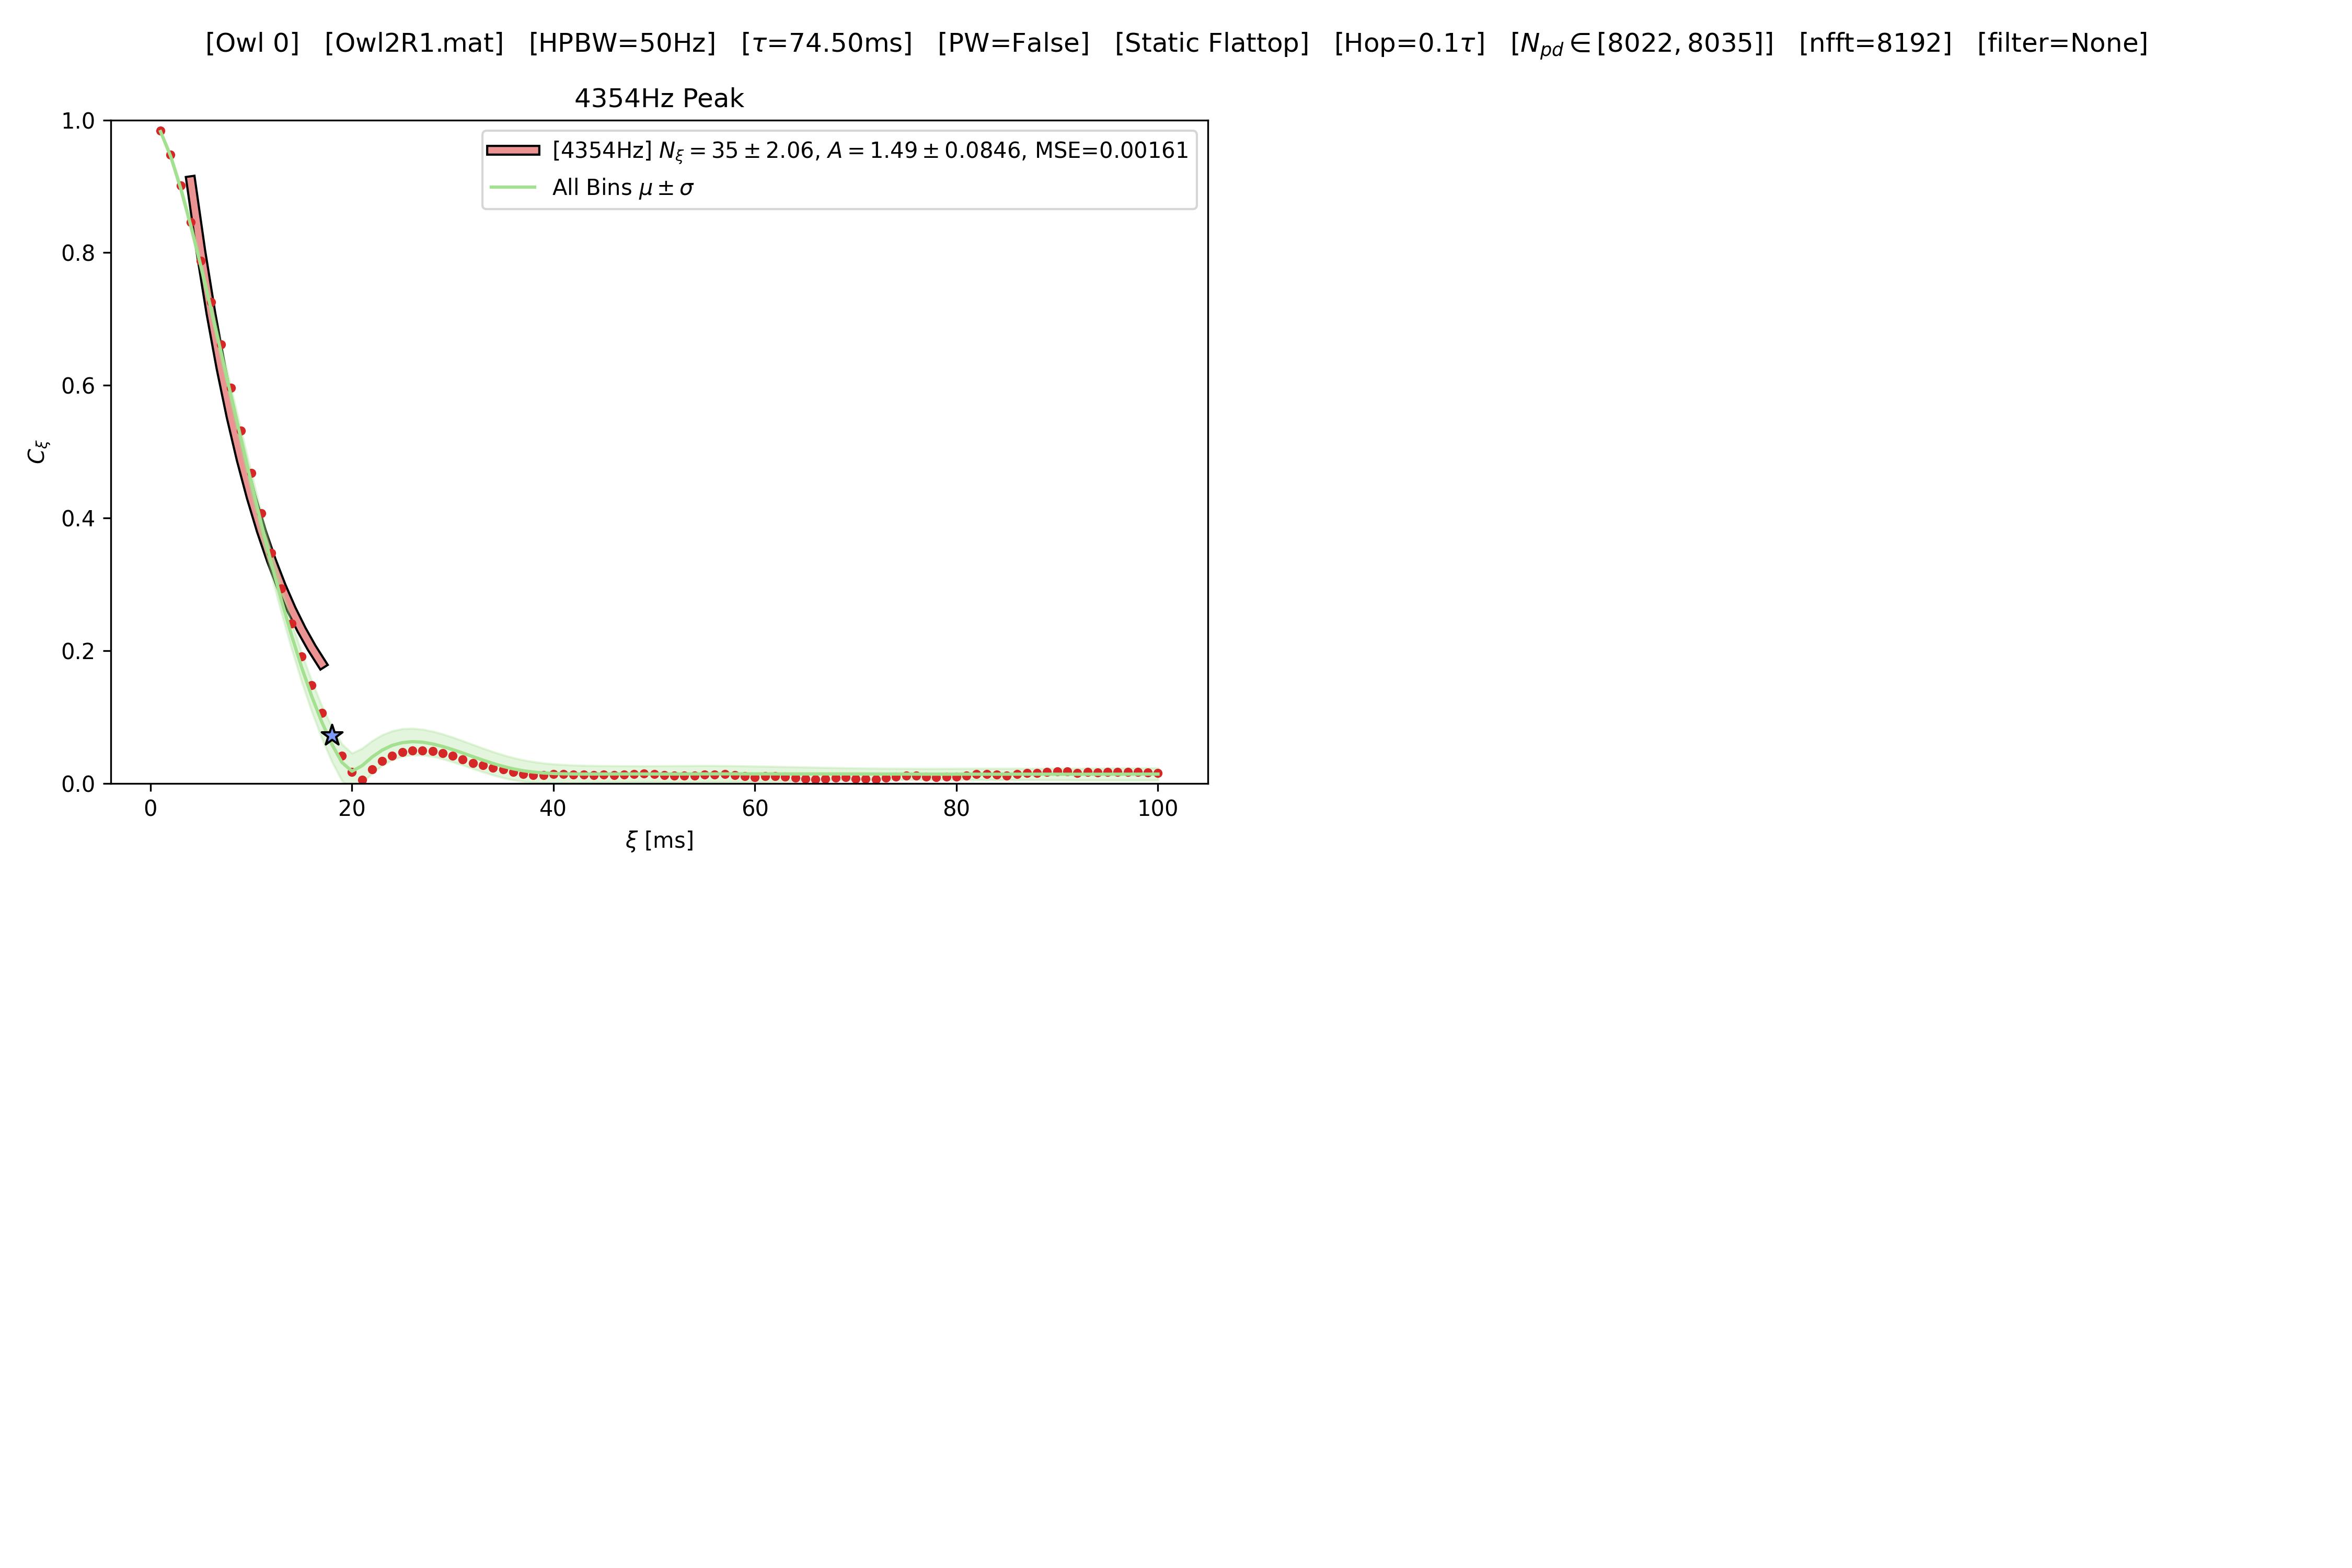 [Owl 0] [Owl2R1.mat] [HPBW=50Hz] [τ=74.50ms] [PW=False] [Static Flattop] [Hop=0.1τ] [N_pd ∈ [8022, 8035]] [nfft=8192] [filter=None]
4354Hz Peak
[4354Hz] N_ξ = 35 ± 2.06, A = 1.49 ± 0.0846, MSE=0.00161
All Bins μ ± σ
1.0
0.8
0.6
0.4
0.2
0.0
C_ξ
0 20 40 60 80 100
ξ [ms]